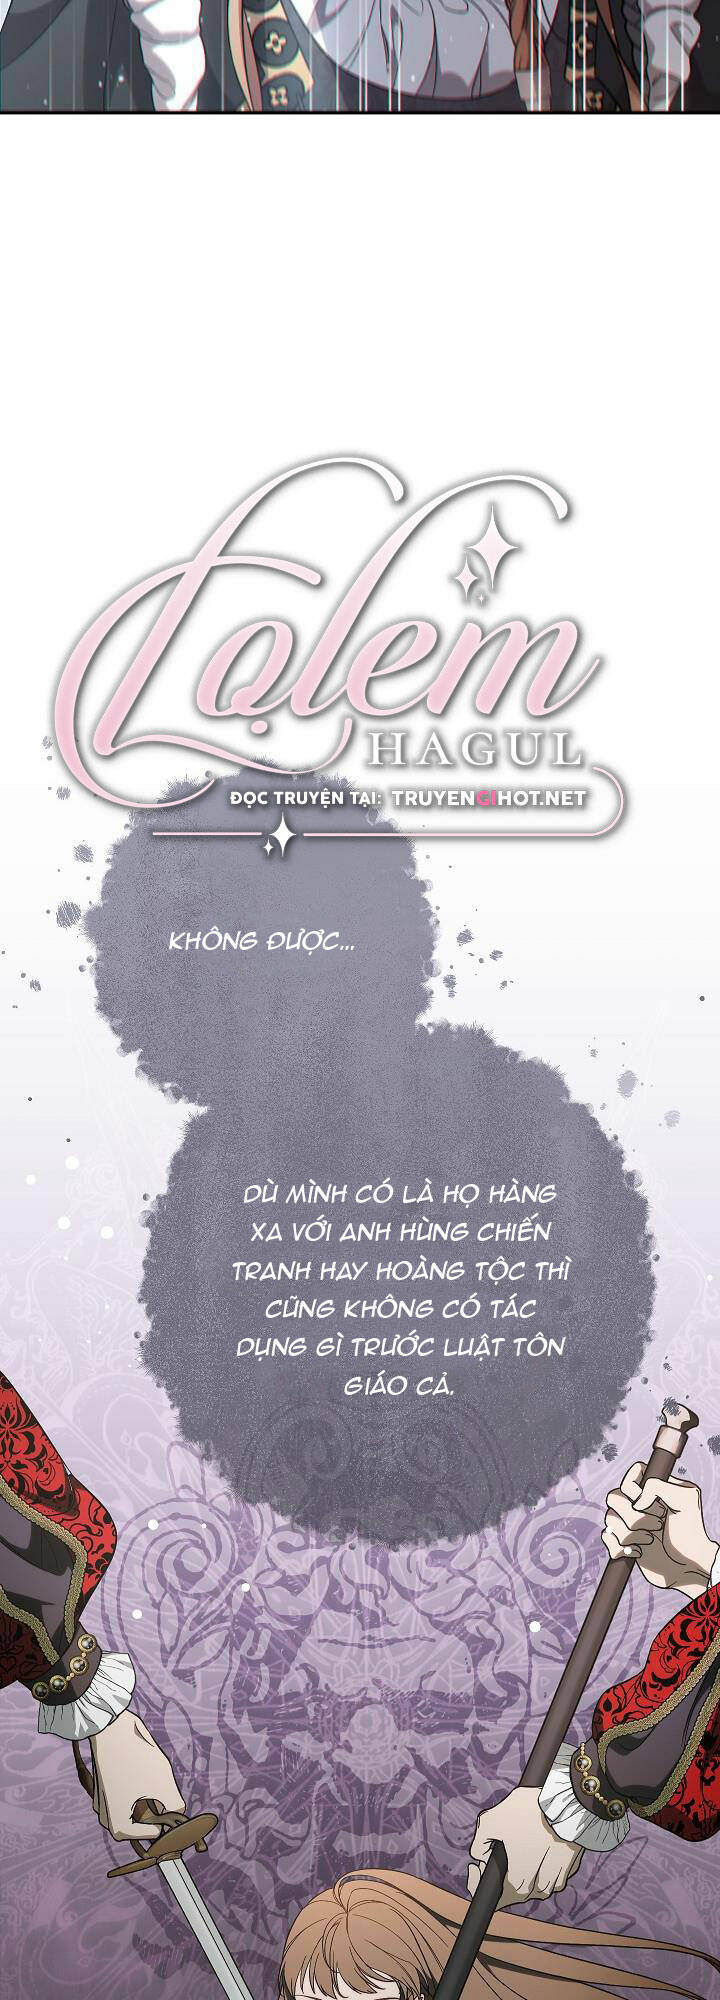 Lọlem
HAGUL
ĐỌC TRUYỆN TẠI: TRUYENGIHOT.NET
KHÔNG ĐƯỢC...
DÙ MÌNH CÓ LÀ HỌ HÀNG
XA VỚI ANH HÙNG CHIẾN
TRANH HAY HOÀNG TỘC THÌ
CŨNG KHÔNG CÓ TÁC
DỤNG GÌ TRƯỚC LUẬT TÔN
GIÁO CẢ.